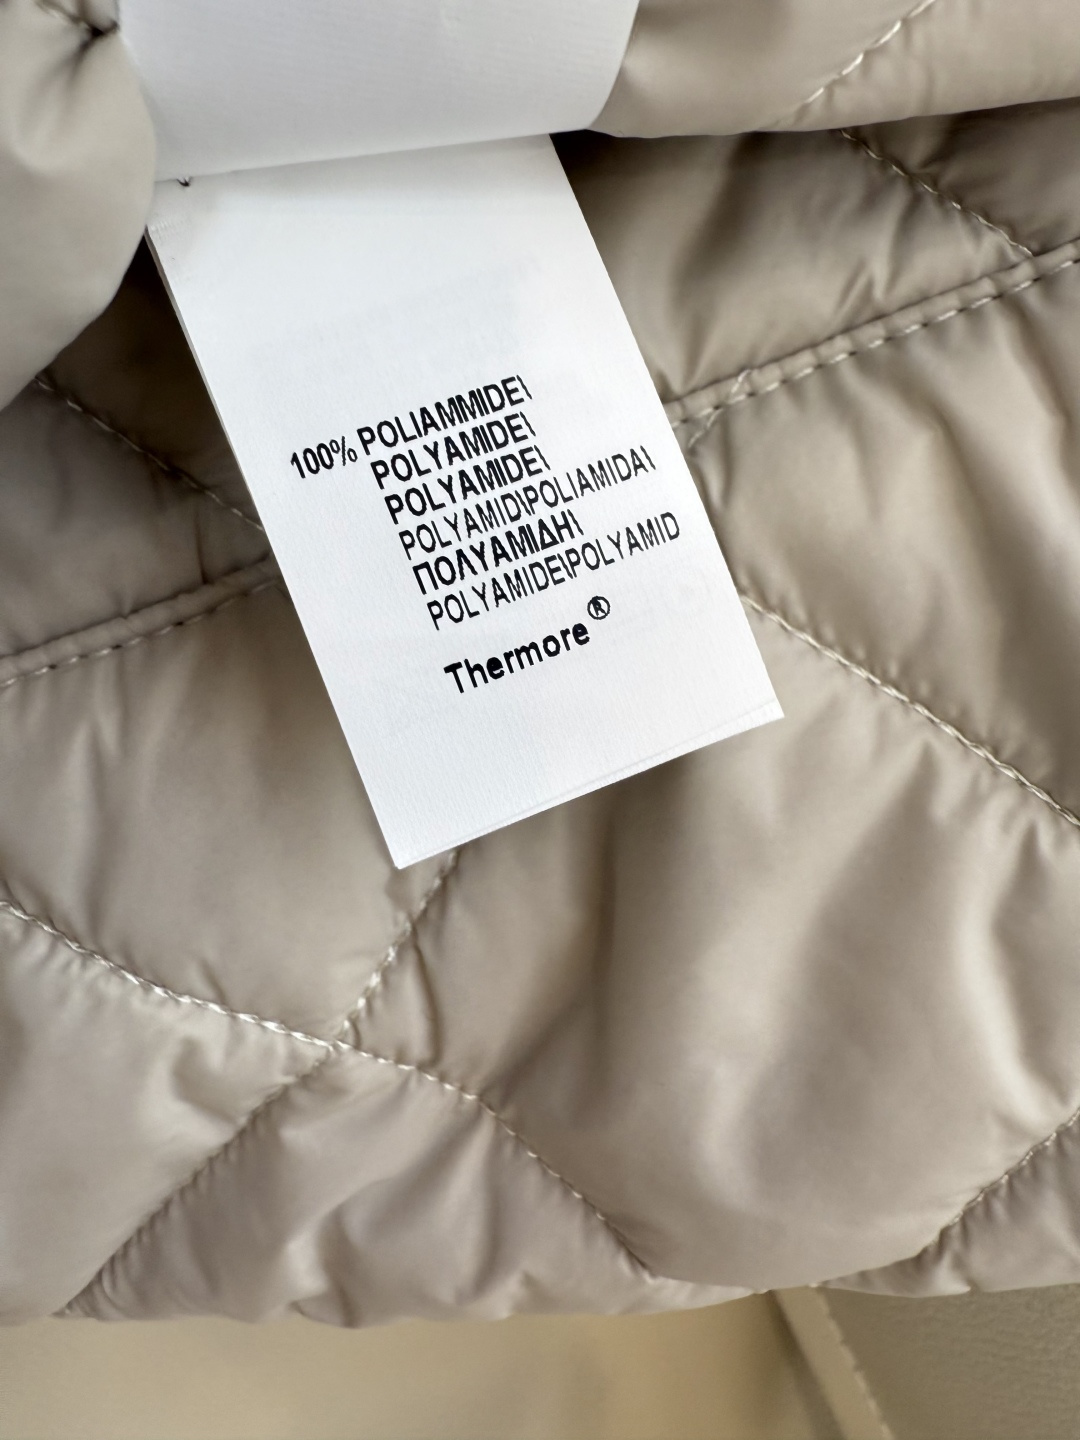 100% POLIAMMIDE\
POLYAMIDE\
POLYAMIDE\
POLYAMID\POLIAMIDA\
ΠΟΛΥΑΜΙΔΗ\
POLYAMIDE\POLYAMID
Thermore®